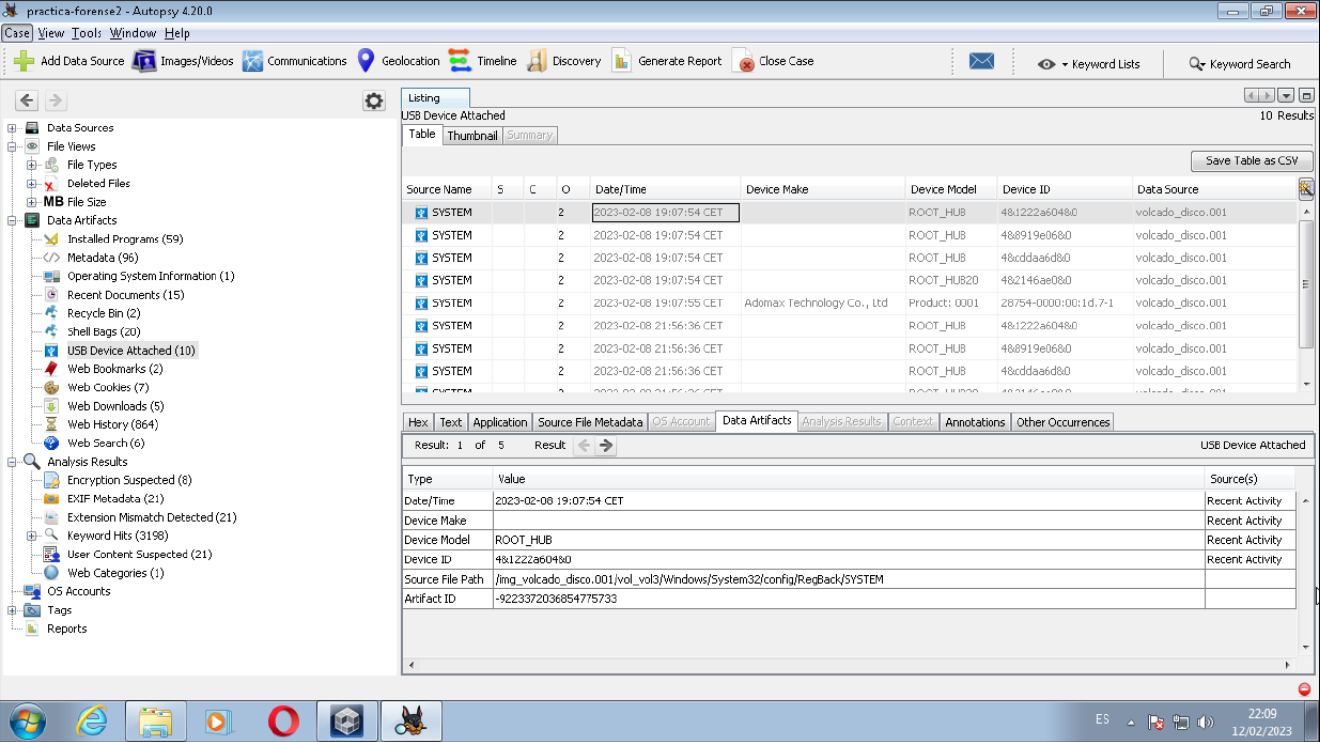 practica-forense2 - Autopsy 4.20.0
Case View Tools Window Help
Add Data Source Images/Videos Communications Geolocation Timeline Discovery Generate Report Close Case Keyword Lists Keyword Search
Listing
USB Device Attached 10 Results
Table Thumbnail Summary
Save Table as CSV
Source Name S C O Date/Time Device Make Device Model Device ID Data Source
SYSTEM 2 2023-02-08 19:07:54 CET ROOT_HUB 4&1222a604&0 volcado_disco.001
SYSTEM 2 2023-02-08 19:07:54 CET ROOT_HUB 4&8919e06&0 volcado_disco.001
SYSTEM 2 2023-02-08 19:07:54 CET ROOT_HUB 4&cddaa6d&0 volcado_disco.001
SYSTEM 2 2023-02-08 19:07:54 CET ROOT_HUB20 4&2146ae0&0 volcado_disco.001
SYSTEM 2 2023-02-08 19:07:55 CET Adomax Technology Co., Ltd Product: 0001 28754-0000:00:1d.7-1 volcado_disco.001
SYSTEM 2 2023-02-08 21:56:36 CET ROOT_HUB 4&1222a604&0 volcado_disco.001
SYSTEM 2 2023-02-08 21:56:36 CET ROOT_HUB 4&8919e06&0 volcado_disco.001
SYSTEM 2 2023-02-08 21:56:36 CET ROOT_HUB 4&cddaa6d&0 volcado_disco.001
Data Sources
File Views
File Types
Deleted Files
MB File Size
Data Artifacts
Installed Programs (59)
Metadata (96)
Operating System Information (1)
Recent Documents (15)
Recycle Bin (2)
Shell Bags (20)
USB Device Attached (10)
Web Bookmarks (2)
Web Cookies (7)
Web Downloads (5)
Web History (864)
Web Search (6)
Analysis Results
Encryption Suspected (8)
EXIF Metadata (21)
Extension Mismatch Detected (21)
Keyword Hits (3198)
User Content Suspected (21)
Web Categories (1)
OS Accounts
Tags
Reports
Hex Text Application Source File Metadata OS Account Data Artifacts Analysis Results Context Annotations Other Occurrences
Result: 1 of 5 Result USB Device Attached
Type Value Source(s)
Date/Time 2023-02-08 19:07:54 CET Recent Activity
Device Make Recent Activity
Device Model ROOT_HUB Recent Activity
Device ID 4&1222a604&0 Recent Activity
Source File Path /img_volcado_disco.001/vol_vol3/Windows/System32/config/RegBack/SYSTEM
Artifact ID -9223372036854775733
ES 22:09
12/02/2023